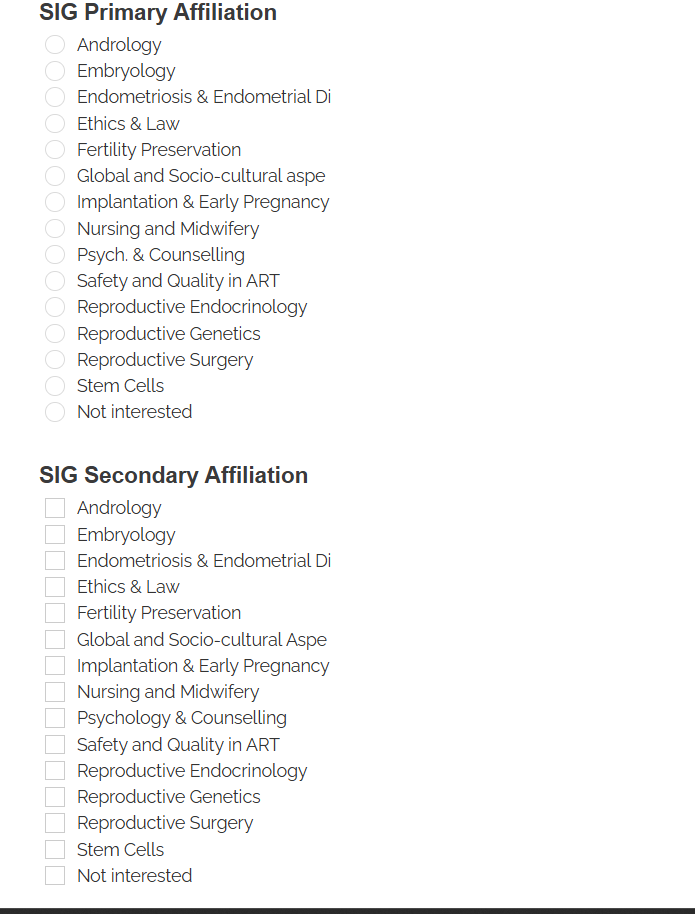 SIG Primary Affiliation
Andrology
Embryology
Endometriosis & Endometrial Di
Ethics & Law
Fertility Preservation
Global and Socio-cultural aspe
Implantation & Early Pregnancy
Nursing and Midwifery
Psych. & Counselling
Safety and Quality in ART
Reproductive Endocrinology
Reproductive Genetics
Reproductive Surgery
Stem Cells
Not interested
SIG Secondary Affiliation
Andrology
Embryology
Endometriosis & Endometrial Di
Ethics & Law
Fertility Preservation
Global and Socio-cultural Aspe
Implantation & Early Pregnancy
Nursing and Midwifery
Psychology & Counselling
Safety and Quality in ART
Reproductive Endocrinology
Reproductive Genetics
Reproductive Surgery
Stem Cells
Not interested